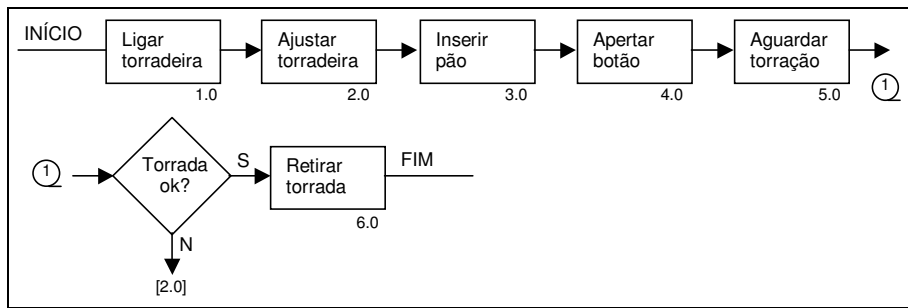 INÍCIO
Ligar
torradeira
1.0
Ajustar
torradeira
2.0
Inserir
pão
3.0
Apertar
botão
4.0
Aguardar
torração
5.0
1
1
Torrada
ok?
S
N
[2.0]
Retirar
torrada
6.0
FIM